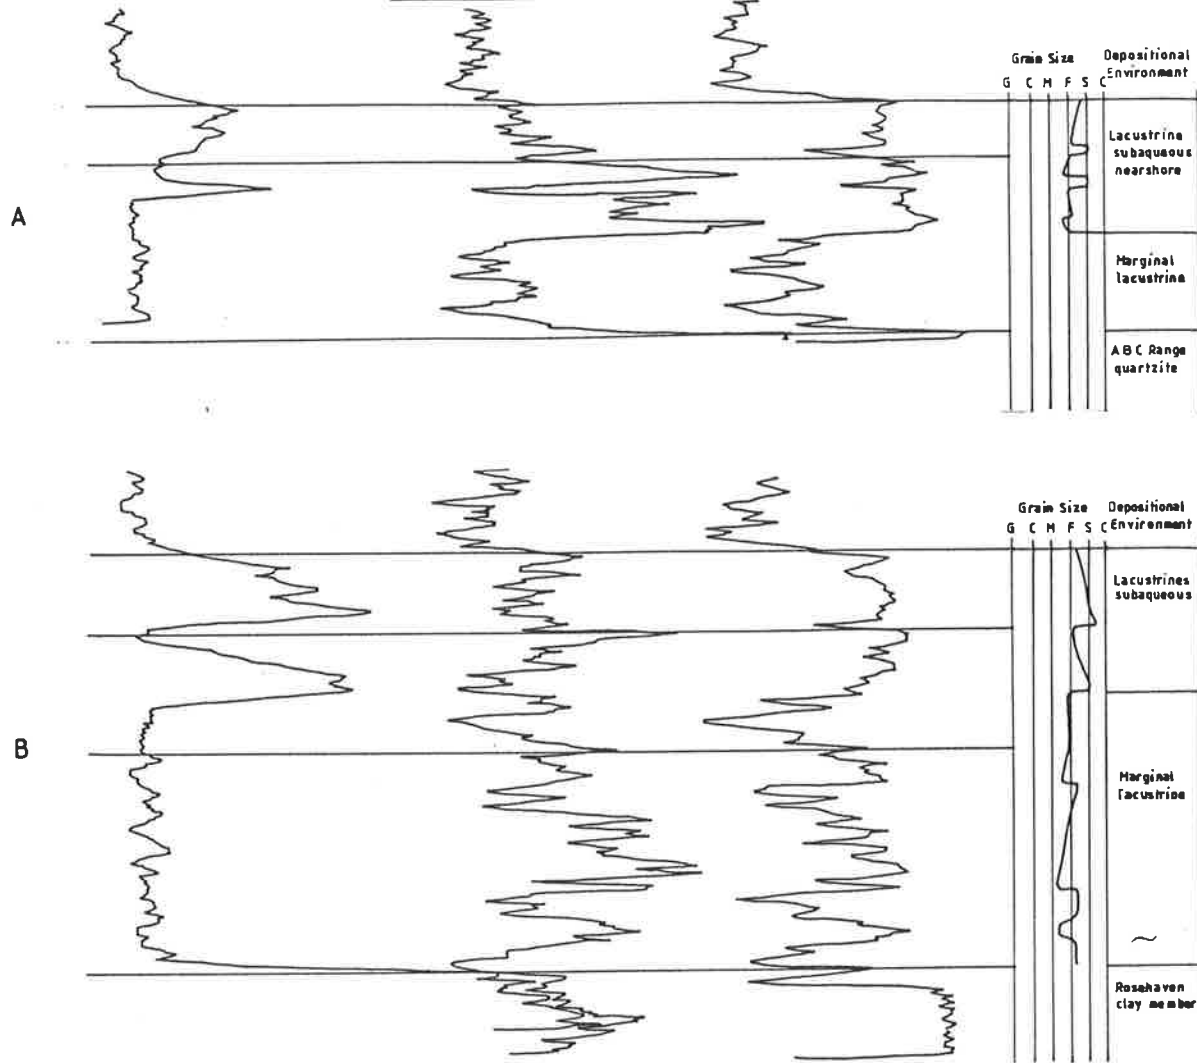 Grain Size
Depositional
Environment
G C M F S C
Lacustrine
subaqueous
nearshore
A
Marginal
lacustrine
A B C Range
quartzite
Grain Size
Depositional
Environment
G C M F S C
Lacustrines
subaqueous
B
Marginal
lacustrine
Rosehaven
clay member